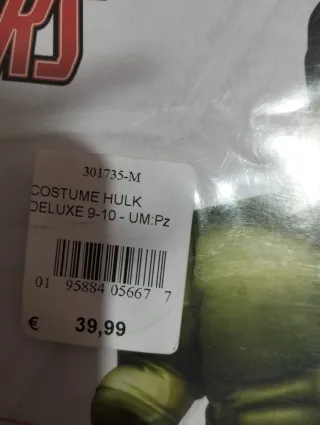 RS
301735-M
COSTUME HULK
DELUXE 9-10 - UM:Pz
01 95884 05667 7
€ 39,99